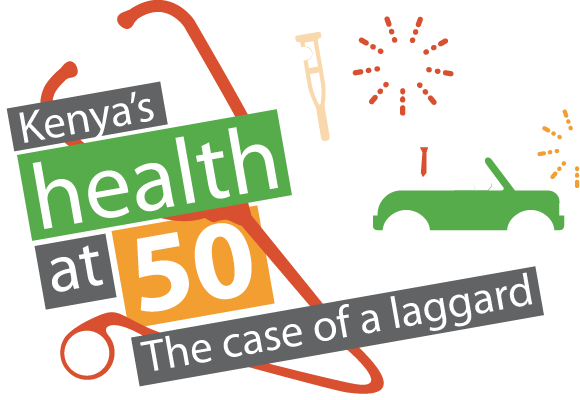 Kenya's
health
at 50
The case of a laggard